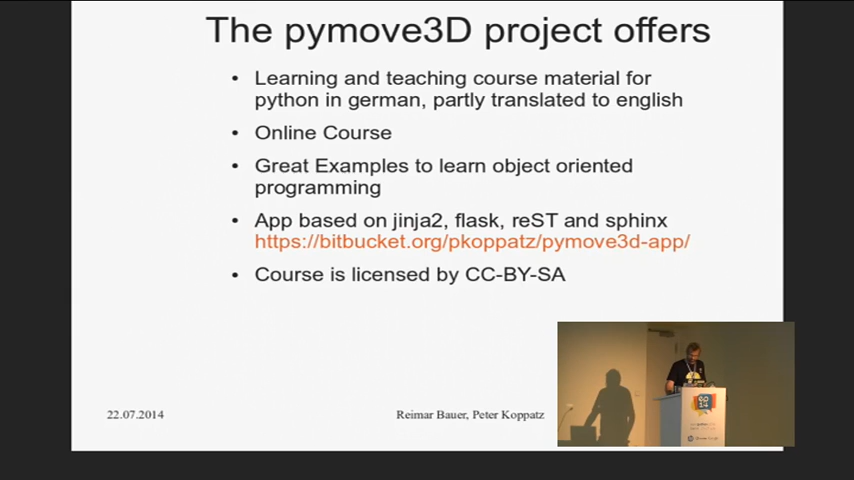 The pymove3D project offers
• Learning and teaching course material for
python in german, partly translated to english
• Online Course
• Great Examples to learn object oriented
programming
• App based on jinja2, flask, reST and sphinx
https://bitbucket.org/pkoppatz/pymove3d-app/
• Course is licensed by CC-BY-SA
22.07.2014
Reimar Bauer, Peter Koppatz